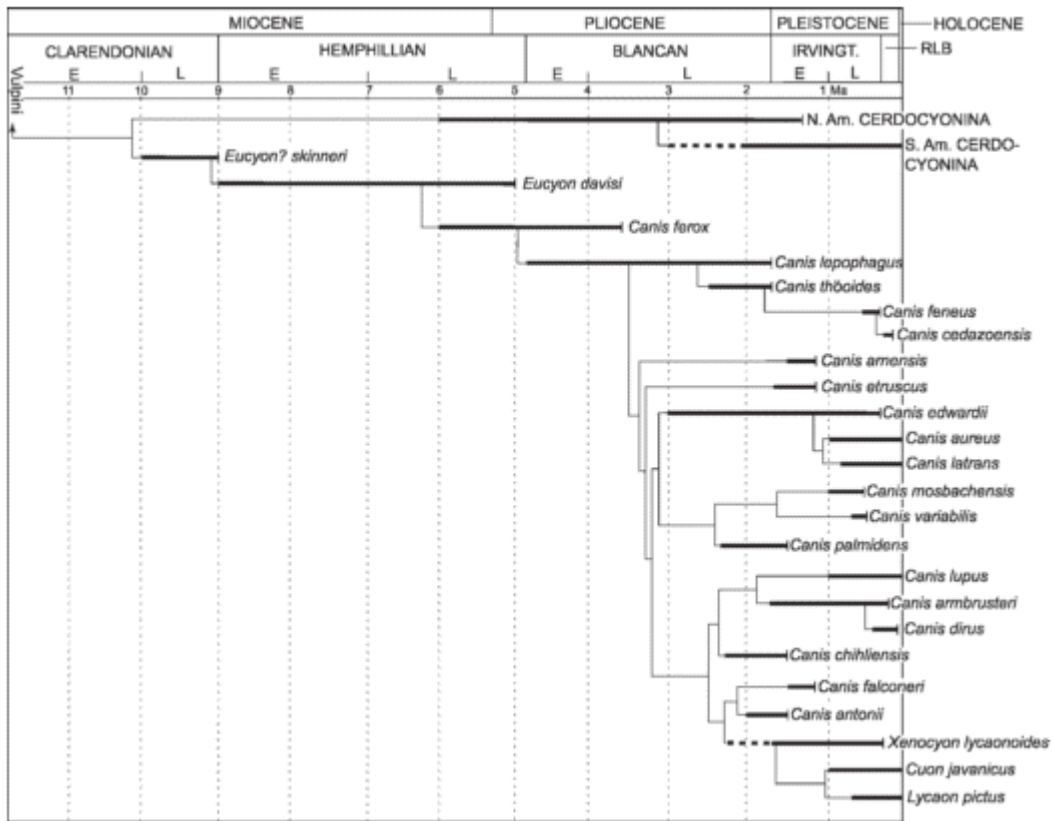 MIOCENE PLIOCENE PLEISTOCENE HOLOCENE
CLARENDONIAN HEMPHILLIAN BLANCAN IRVINGT. RLB
E L E L E L E L
Vulpini
11 10 9 8 7 6 5 4 3 2 1 Ma
N. Am. CERDOCYONINA
S. Am. CERDO-
CYONINA
Eucyon? skinneri
Eucyon davisi
Canis ferox
Canis lepophagus
Canis thöoides
Canis feneus
Canis cedazoensis
Canis arnensis
Canis etruscus
Canis edwardii
Canis aureus
Canis latrans
Canis mosbachensis
Canis variabilis
Canis palmidens
Canis lupus
Canis armbrusteri
Canis dirus
Canis chihliensis
Canis falconeri
Canis antonii
Xenocyon lycaonoides
Cuon javanicus
Lycaon pictus